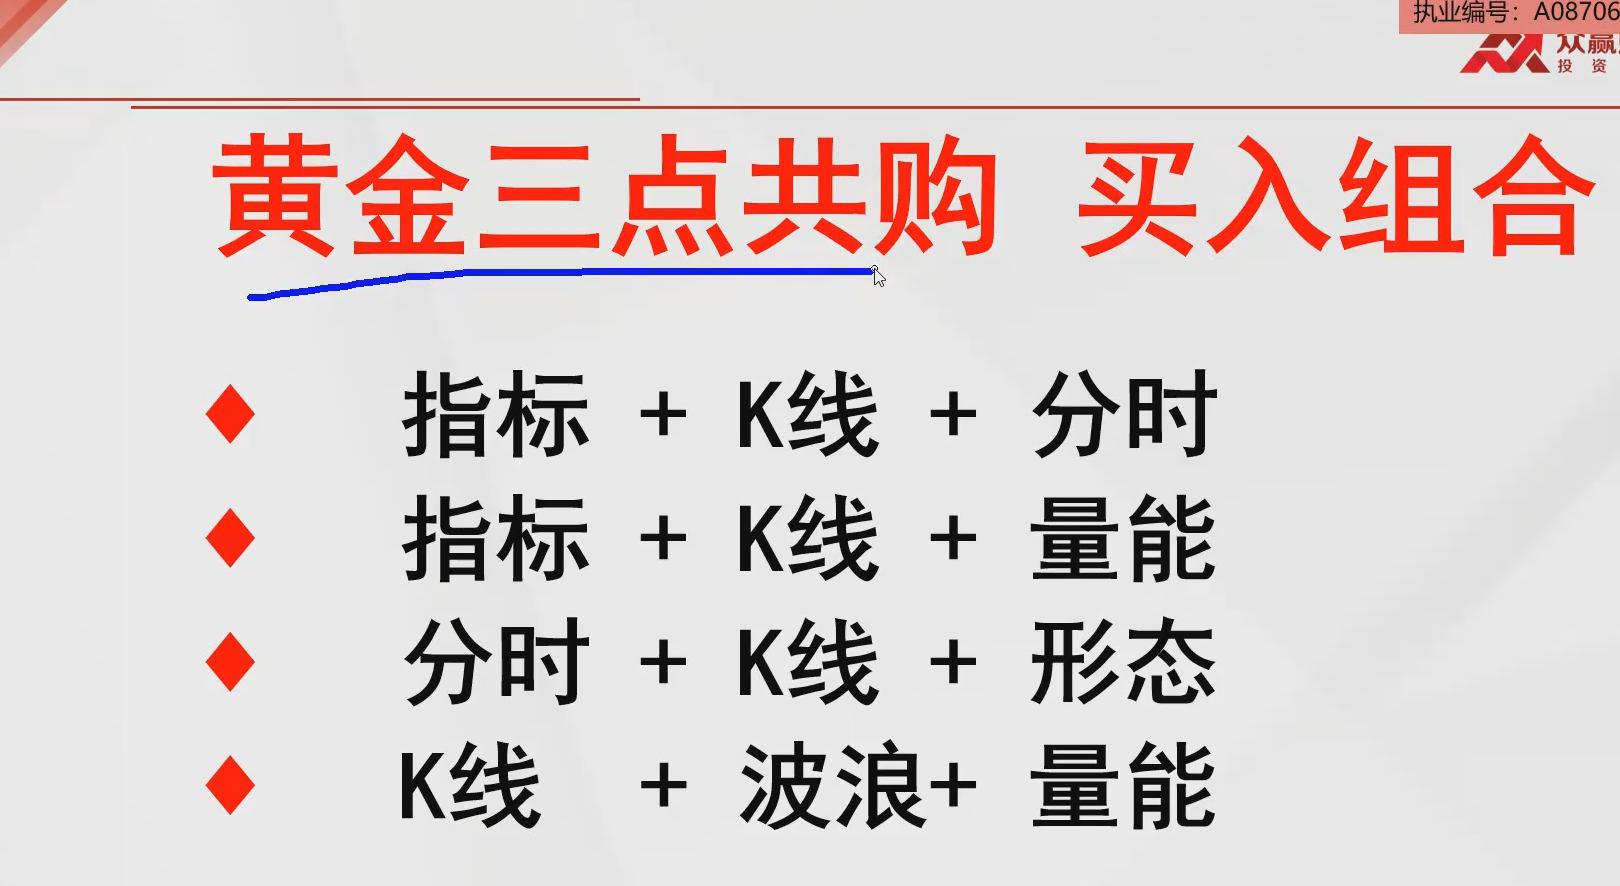 执业编号：A08706
众赢
投资
黄金三点共购 买入组合
指标 + K线 + 分时
指标 + K线 + 量能
分时 + K线 + 形态
K线 + 波浪+ 量能